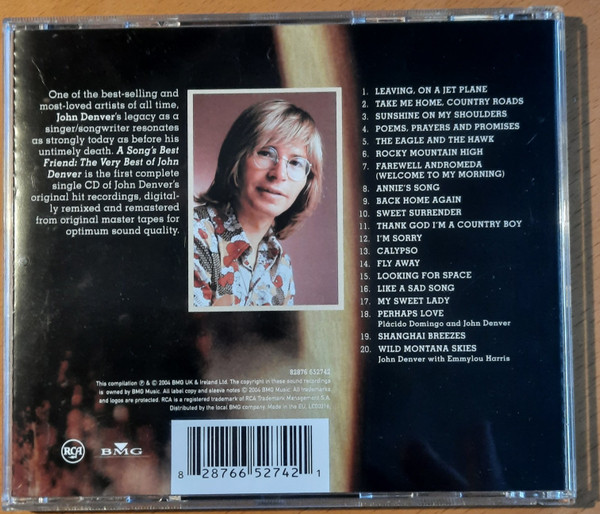 One of the best-selling and
most-loved artists of all time,
John Denver's legacy as a
singer/songwriter resonates
as strongly today as before his
untimely death. A Song's Best
Friend: The Very Best of John
Denver is the first complete
single CD of John Denver's
original hit recordings, digital-
ly remixed and remastered
from original master tapes for
optimum sound quality.
1. LEAVING, ON A JET PLANE
2. TAKE ME HOME, COUNTRY ROADS
3. SUNSHINE ON MY SHOULDERS
4. POEMS, PRAYERS AND PROMISES
5. THE EAGLE AND THE HAWK
6. ROCKY MOUNTAIN HIGH
7. FAREWELL ANDROMEDA
(WELCOME TO MY MORNING)
8. ANNIE'S SONG
9. BACK HOME AGAIN
10. SWEET SURRENDER
11. THANK GOD I'M A COUNTRY BOY
12. I'M SORRY
13. CALYPSO
14. FLY AWAY
15. LOOKING FOR SPACE
16. LIKE A SAD SONG
17. MY SWEET LADY
18. PERHAPS LOVE
Plácido Domingo and John Denver
19. SHANGHAI BREEZES
20. WILD MONTANA SKIES
John Denver with Emmylou Harris
82876 652742
This compilation ℗ & © 2004 BMG UK & Ireland Ltd. The copyright in these sound recordings
is owned by BMG Music. All label copy and sleeve notes © 2004 BMG Music. All trademarks
and logos are protected. RCA is a registered trademark of RCA Trademark Management S.A.
Distributed by the local BMG company. Made in the EU.
RCA
BMG
8 28766 52742 1